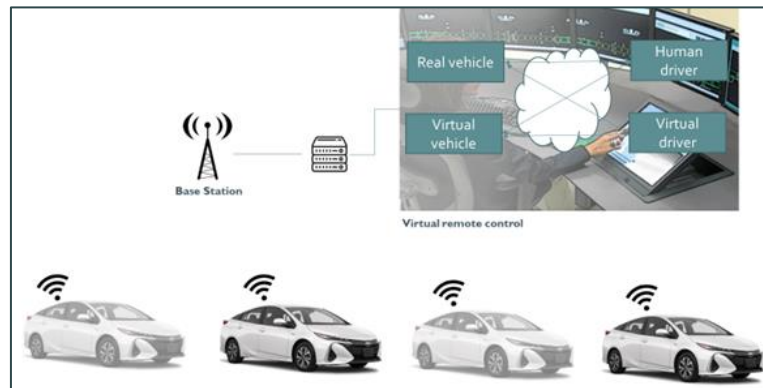 Real vehicle
Human
driver
Virtual
vehicle
Virtual
driver
Base Station
Virtual remote control